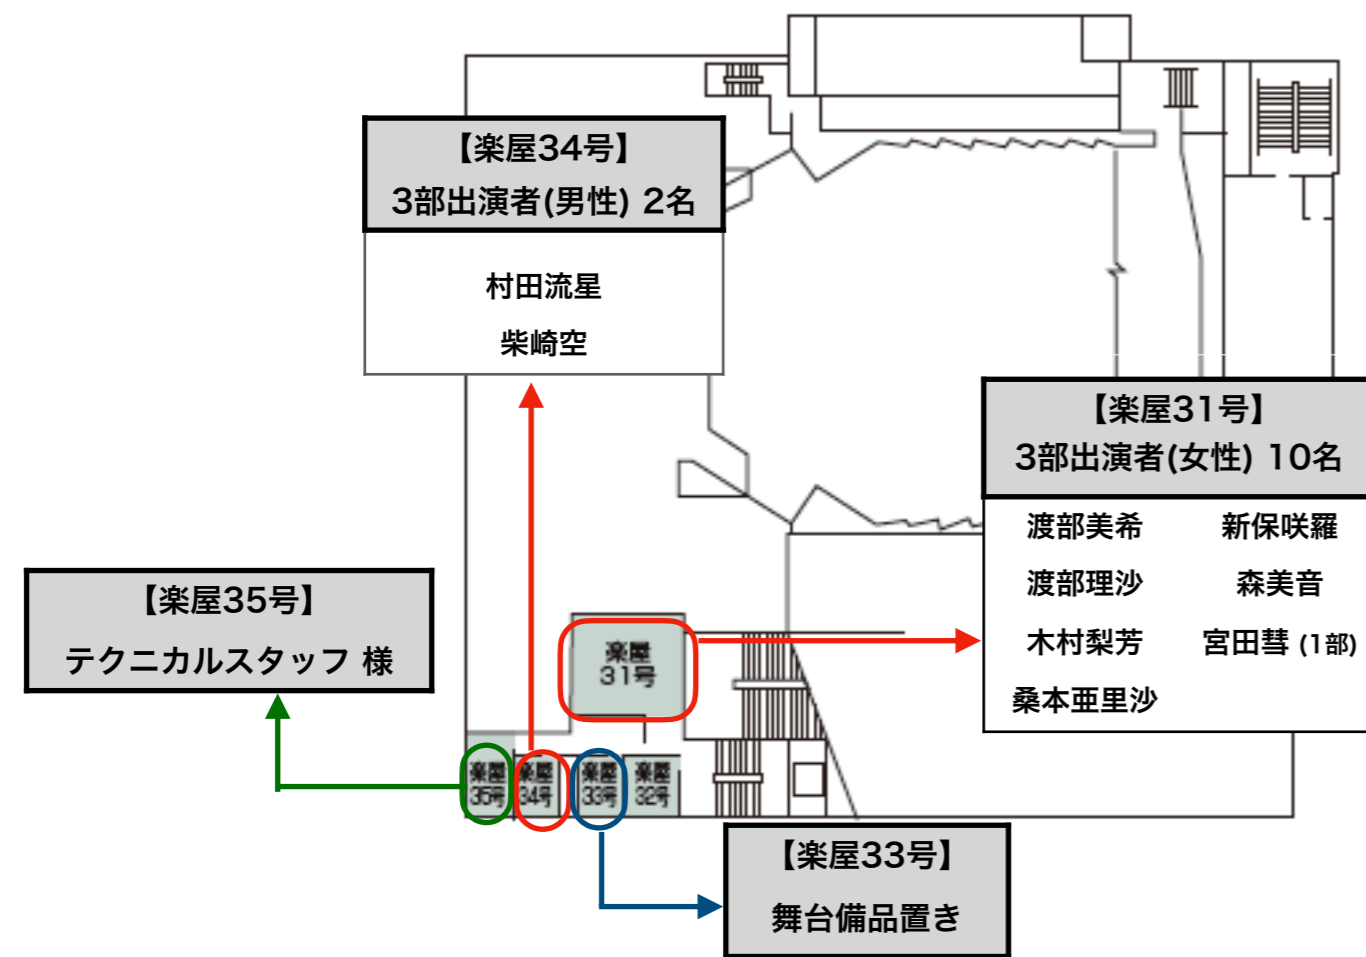 【楽屋34号】
3部出演者(男性) 2名
村田流星
柴崎空
【楽屋31号】
3部出演者(女性) 10名
渡部美希 新保咲羅
渡部理沙 森美音
木村梨芳 宮田彗 (1部)
桑本亜里沙
【楽屋35号】
テクニカルスタッフ 様
楽屋
31号
楽屋
35号
楽屋
34号
楽屋
33号
楽屋
32号
【楽屋33号】
舞台備品置き